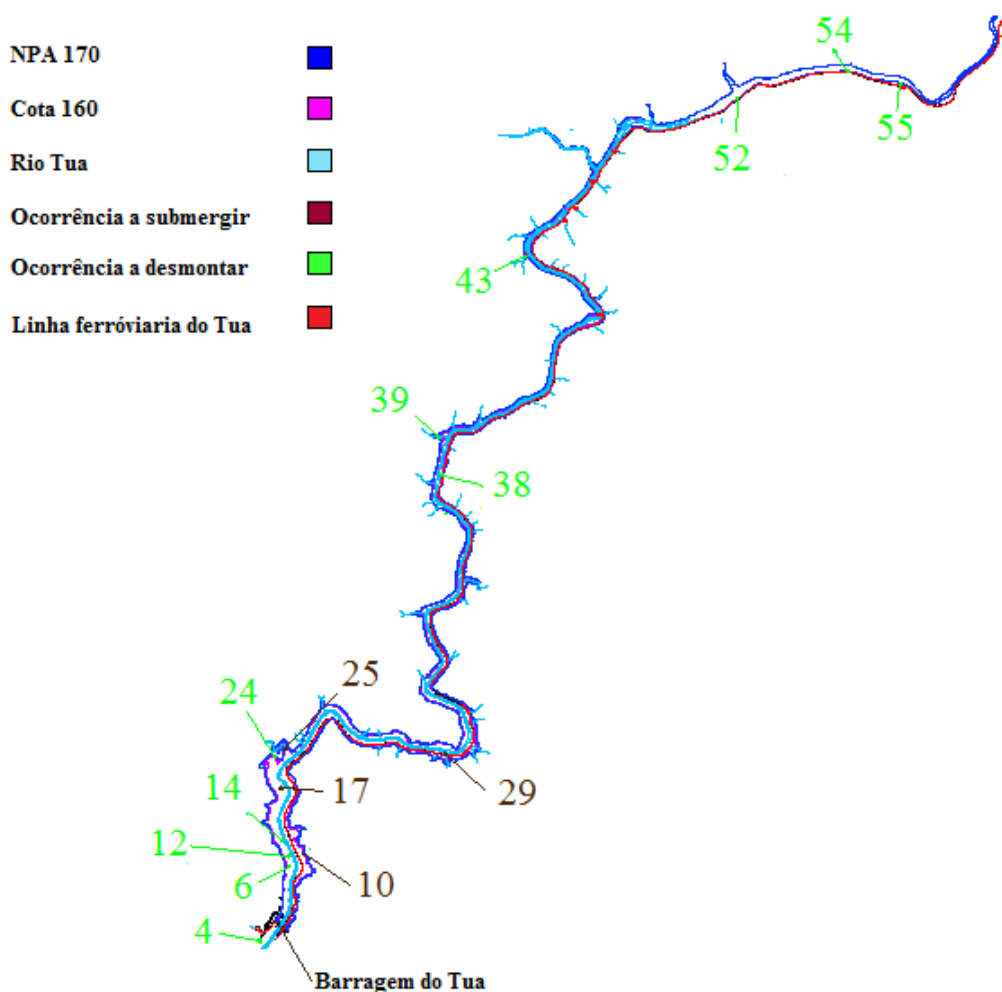 NPA 170
Cota 160
Rio Tua
Ocorrência a submergir
Ocorrência a desmontar
Linha ferróviaria do Tua
54
55
52
43
39
38
25
24
17
29
14
12
6
10
4
Barragem do Tua